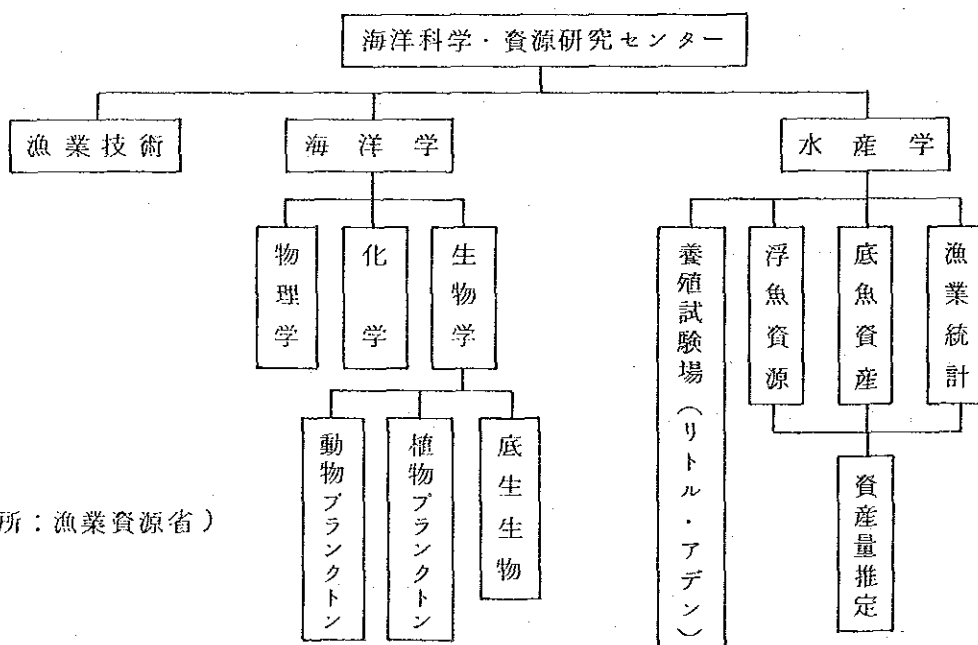 海洋科学・資源研究センター
漁業技術
海洋学
水産学
物理学
化学
生物学
養殖試験場（リトル・アデン）
浮魚資源
底魚資産
漁業統計
動物プランクトン
植物プランクトン
底生生物
資産量推定
所：漁業資源省）